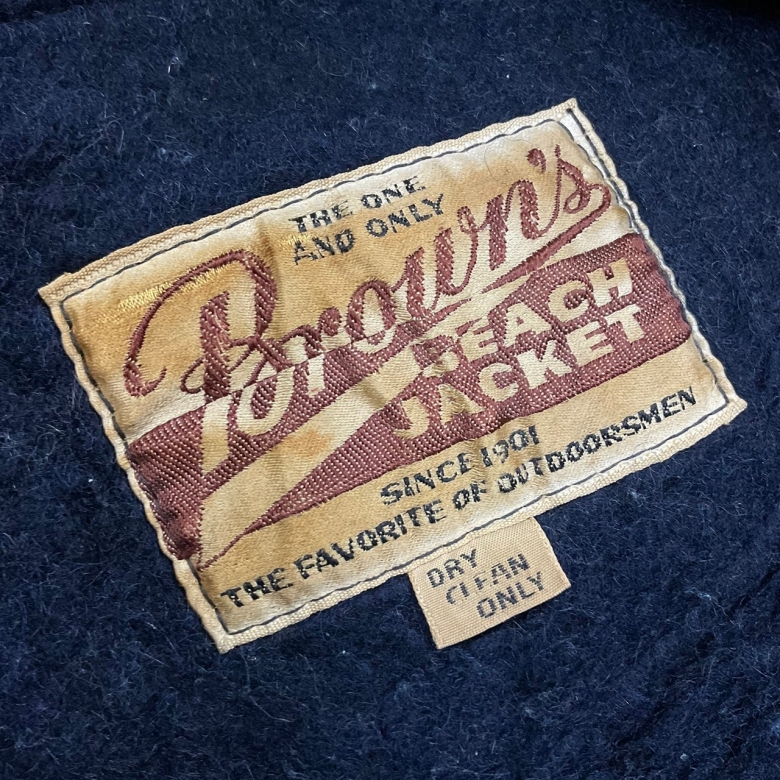 THE ONE
AND ONLY
Brown's
BEACH
JACKET
SINCE 1901
THE FAVORITE OF OUTDOORSMEN
DRY
CLEAN
ONLY